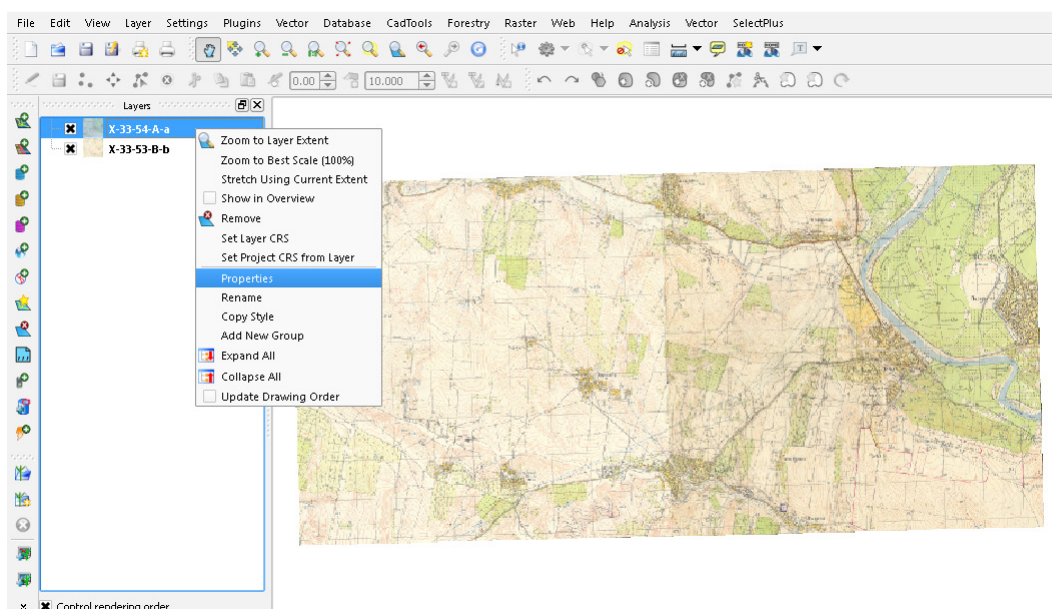 File Edit View Layer Settings Plugins Vector Database CadTools Forestry Raster Web Help Analysis Vector SelectPlus
0.00 10.000
Layers
X-33-54-A-a
X-33-53-B-b
Zoom to Layer Extent
Zoom to Best Scale (100%)
Stretch Using Current Extent
Show in Overview
Remove
Set Layer CRS
Set Project CRS from Layer
Properties
Rename
Copy Style
Add New Group
Expand All
Collapse All
Update Drawing Order
Control rendering order